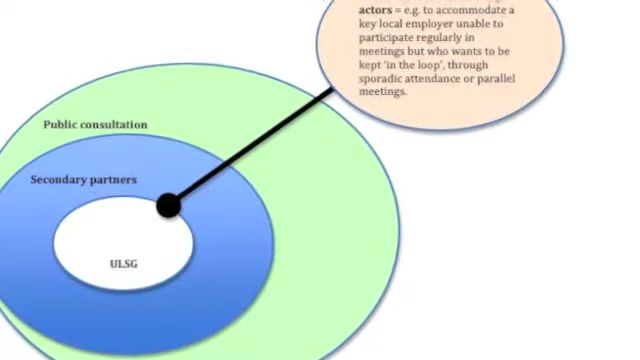 actors = e.g. to accommodate a
key local employer unable to
participate regularly in
meetings but who wants to be
kept 'in the loop', through
sporadic attendance or parallel
meetings.
Public consultation
Secondary partners
ULSG